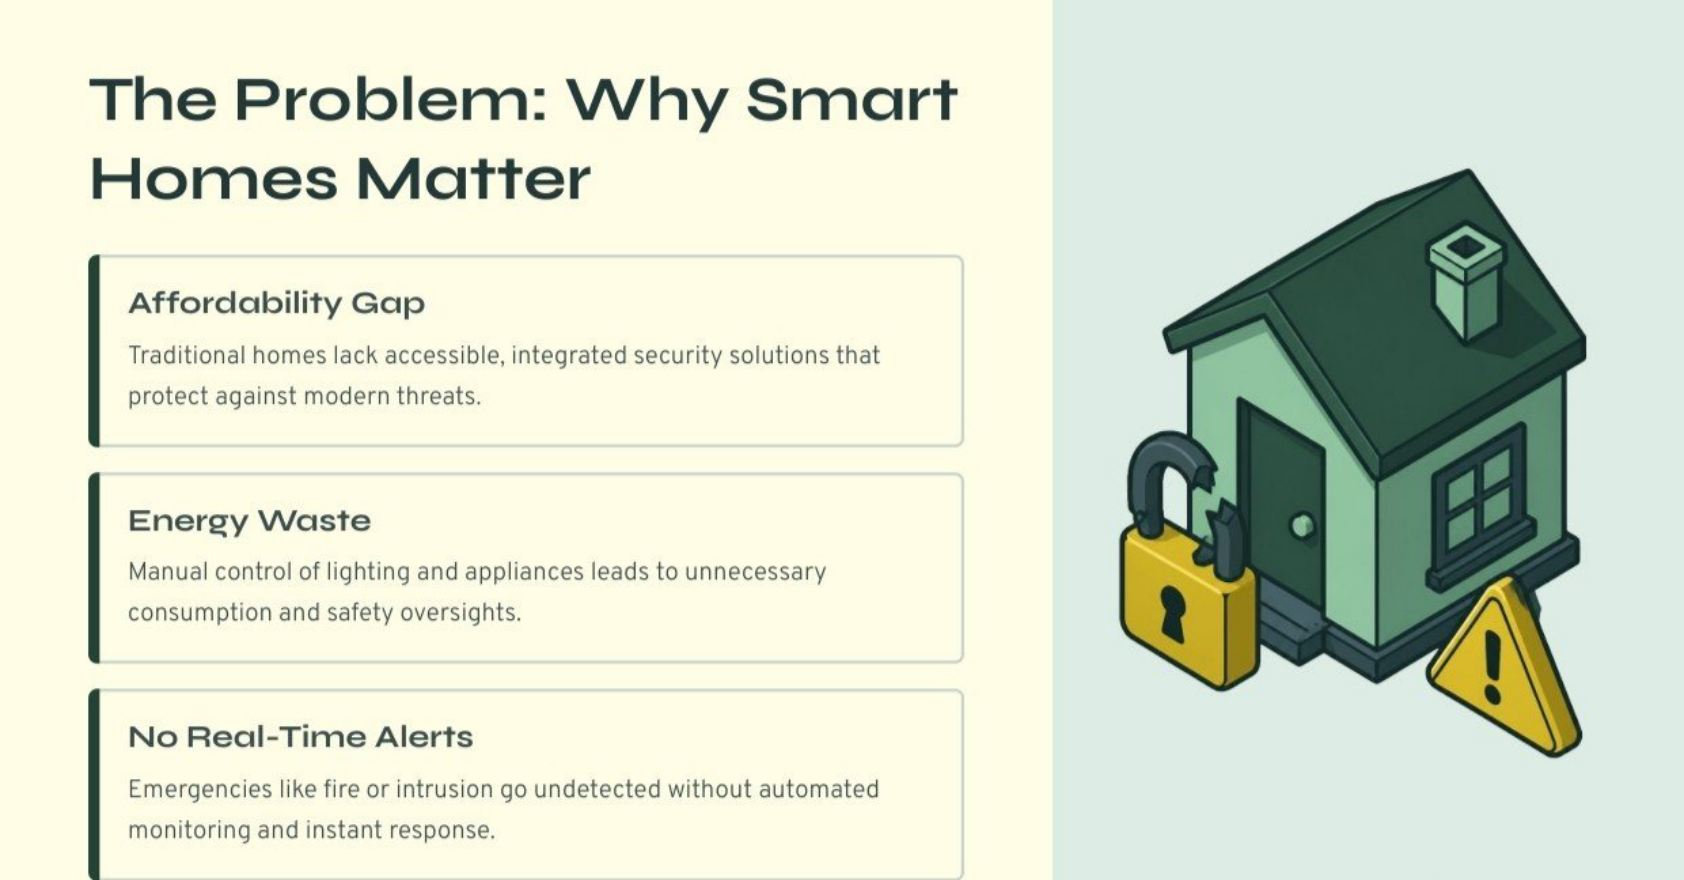 The Problem: Why Smart
Homes Matter
Affordability Gap
Traditional homes lack accessible, integrated security solutions that
protect against modern threats.
Energy Waste
Manual control of lighting and appliances leads to unnecessary
consumption and safety oversights.
No Real-Time Alerts
Emergencies like fire or intrusion go undetected without automated
monitoring and instant response.